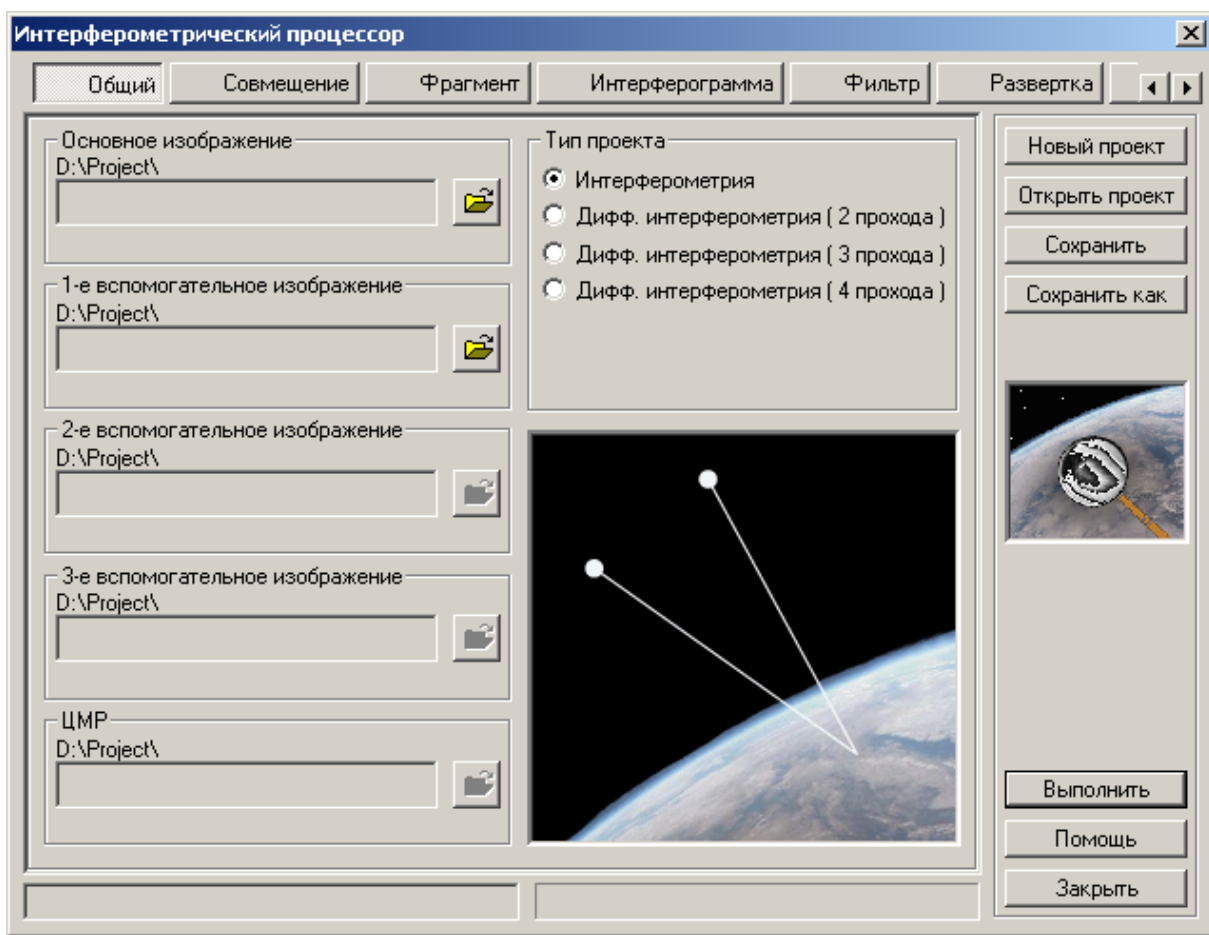 Интерферометрический процессор
Общий
Совмещение
Фрагмент
Интерферограмма
Фильтр
Развертка
Основное изображение
D:\Project\
1-е вспомогательное изображение
D:\Project\
2-е вспомогательное изображение
D:\Project\
3-е вспомогательное изображение
D:\Project\
ЦМР
D:\Project\
Тип проекта
Интерферометрия
Дифф. интерферометрия ( 2 прохода )
Дифф. интерферометрия ( 3 прохода )
Дифф. интерферометрия ( 4 прохода )
Новый проект
Открыть проект
Сохранить
Сохранить как
Выполнить
Помощь
Закрыть